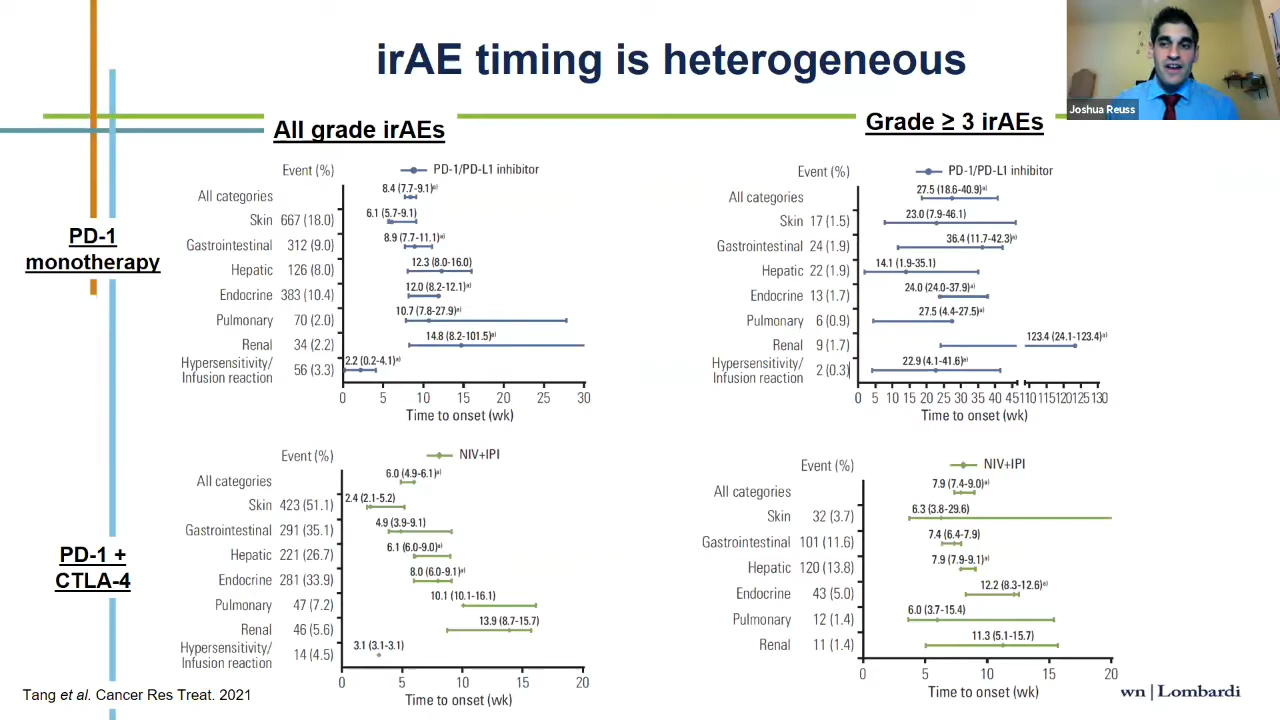 irAE timing is heterogeneous
Joshua Reuss
All grade irAEs
Grade ≥ 3 irAEs
PD-1
monotherapy
Event (%)
PD-1/PD-L1 inhibitor
All categories
8.4 (7.7-9.1)a)
Skin 667 (18.0)
6.1 (5.7-9.1)
Gastrointestinal 312 (9.0)
8.9 (7.7-11.1)a)
Hepatic 126 (8.0)
12.3 (8.0-16.0)
Endocrine 383 (10.4)
12.0 (8.2-12.1)a)
Pulmonary 70 (2.0)
10.7 (7.8-27.9)a)
Renal 34 (2.2)
14.8 (8.2-101.5)a)
Hypersensitivity/
Infusion reaction 56 (3.3)
2.2 (0.2-4.1)a)
0 5 10 15 20 25 30
Time to onset (wk)
Event (%)
PD-1/PD-L1 inhibitor
All categories
27.5 (18.6-40.9)a)
Skin 17 (1.5)
23.0 (7.9-46.1)
Gastrointestinal 24 (1.9)
36.4 (11.7-42.3)a)
Hepatic 22 (1.9)
14.1 (1.9-35.1)
Endocrine 13 (1.7)
24.0 (24.0-37.9)a)
Pulmonary 6 (0.9)
27.5 (4.4-27.5)a)
Renal 9 (1.7)
123.4 (24.1-123.4)a)
Hypersensitivity/
Infusion reaction 2 (0.3)
22.9 (4.1-41.6)a)
0 5 10 15 20 25 30 35 40 45 110 115 120 125 130
Time to onset (wk)
PD-1 +
CTLA-4
Event (%)
NIV+IPI
All categories
6.0 (4.9-6.1)a)
Skin 423 (51.1)
2.4 (2.1-5.2)
Gastrointestinal 291 (35.1)
4.9 (3.9-9.1)
Hepatic 221 (26.7)
6.1 (6.0-9.0)a)
Endocrine 281 (33.9)
8.0 (6.0-9.1)a)
Pulmonary 47 (7.2)
10.1 (10.1-16.1)
Renal 46 (5.6)
13.9 (8.7-15.7)
Hypersensitivity/
Infusion reaction 14 (4.5)
3.1 (3.1-3.1)
0 5 10 15 20
Time to onset (wk)
Event (%)
NIV+IPI
All categories
7.9 (7.4-9.0)a)
Skin 32 (3.7)
6.3 (3.8-29.6)
Gastrointestinal 101 (11.6)
7.4 (6.4-7.9)
Hepatic 120 (13.8)
7.9 (7.9-9.1)a)
Endocrine 43 (5.0)
12.2 (8.3-12.6)a)
Pulmonary 12 (1.4)
6.0 (3.7-15.4)
Renal 11 (1.4)
11.3 (5.1-15.7)
0 5 10 15 20
Time to onset (wk)
Tang et al. Cancer Res Treat. 2021
wn | Lombardi